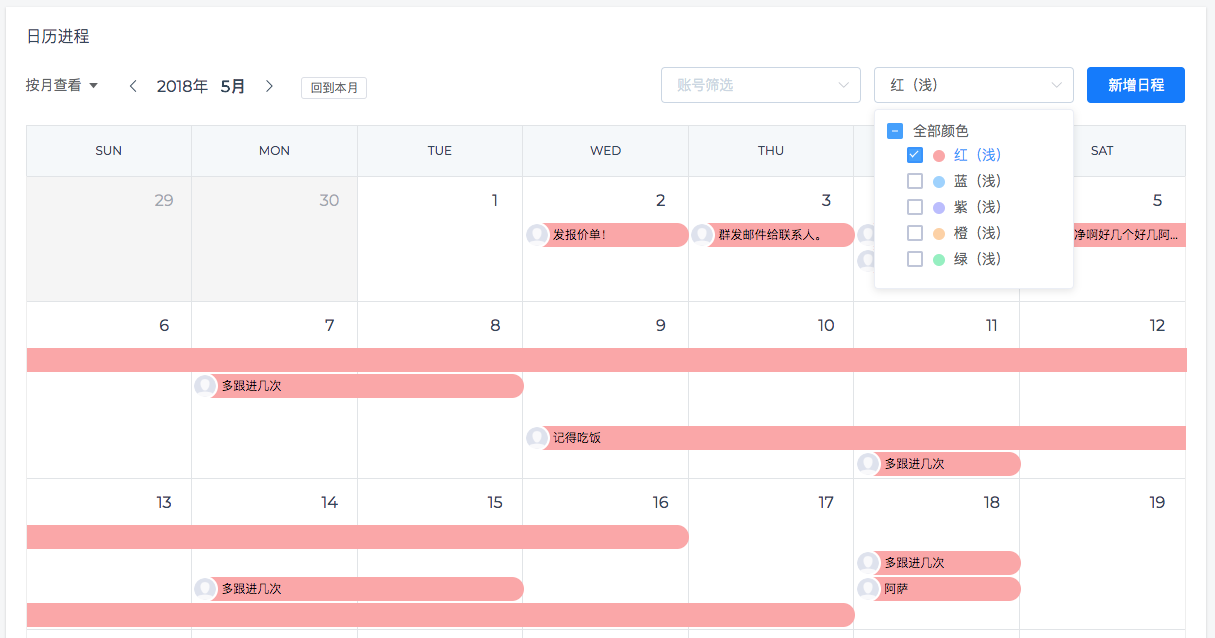 日历进程
按月查看 2018年 5月 回到本月 账号筛选 红（浅） 新增日程
全部颜色
红（浅）
蓝（浅）
紫（浅）
橙（浅）
绿（浅）
SUN MON TUE WED THU SAT
29 30 1 2 3 5
发报价单！ 群发邮件给联系人。 净啊好几个好几阿...
6 7 8 9 10 11 12
多跟进几次
记得吃饭
多跟进几次
13 14 15 16 17 18 19
多跟进几次
多跟进几次 阿萨